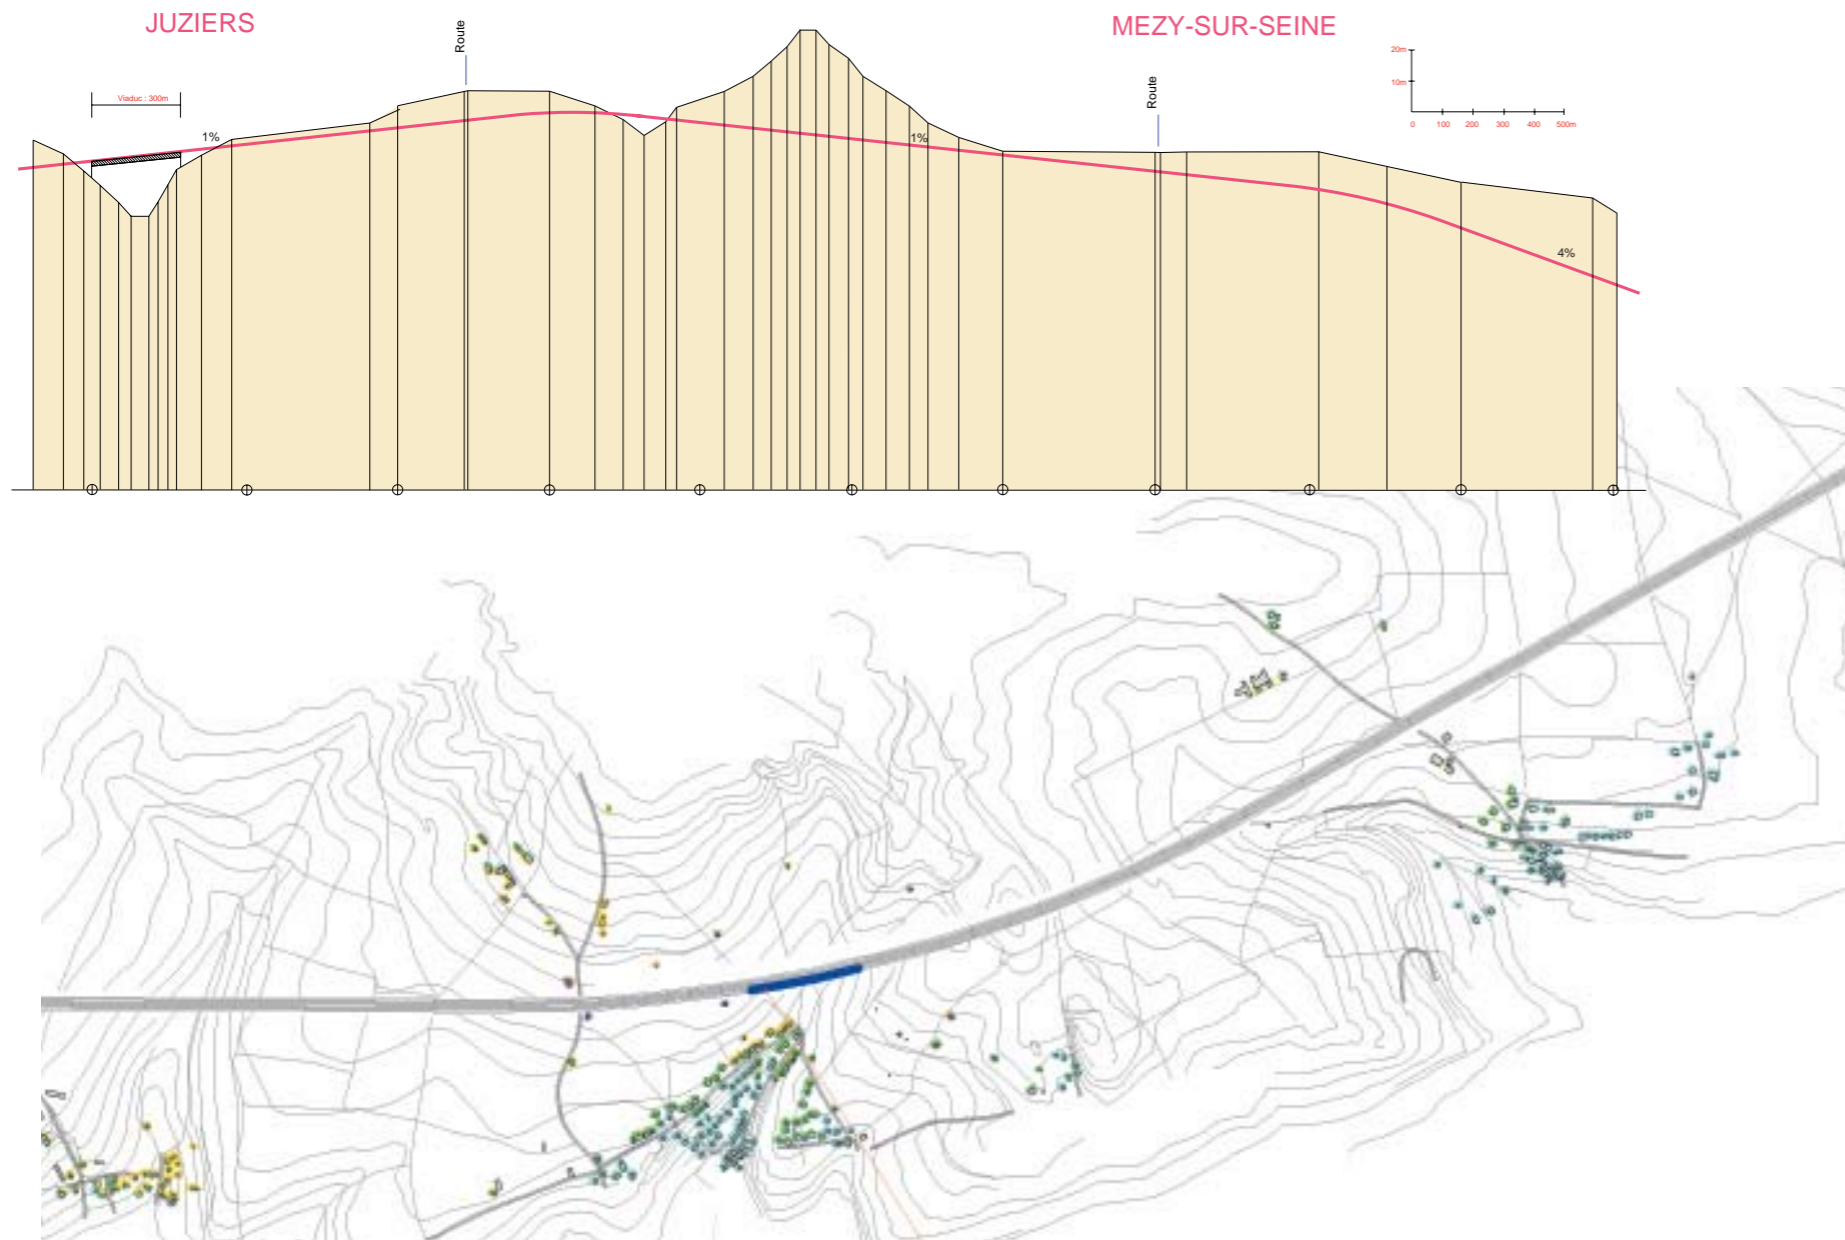 JUZIERS
MEZY-SUR-SEINE
Route
Viaduc : 300m
1%
1%
Route
4%
20m
10m
0 100 200 300 400 500m